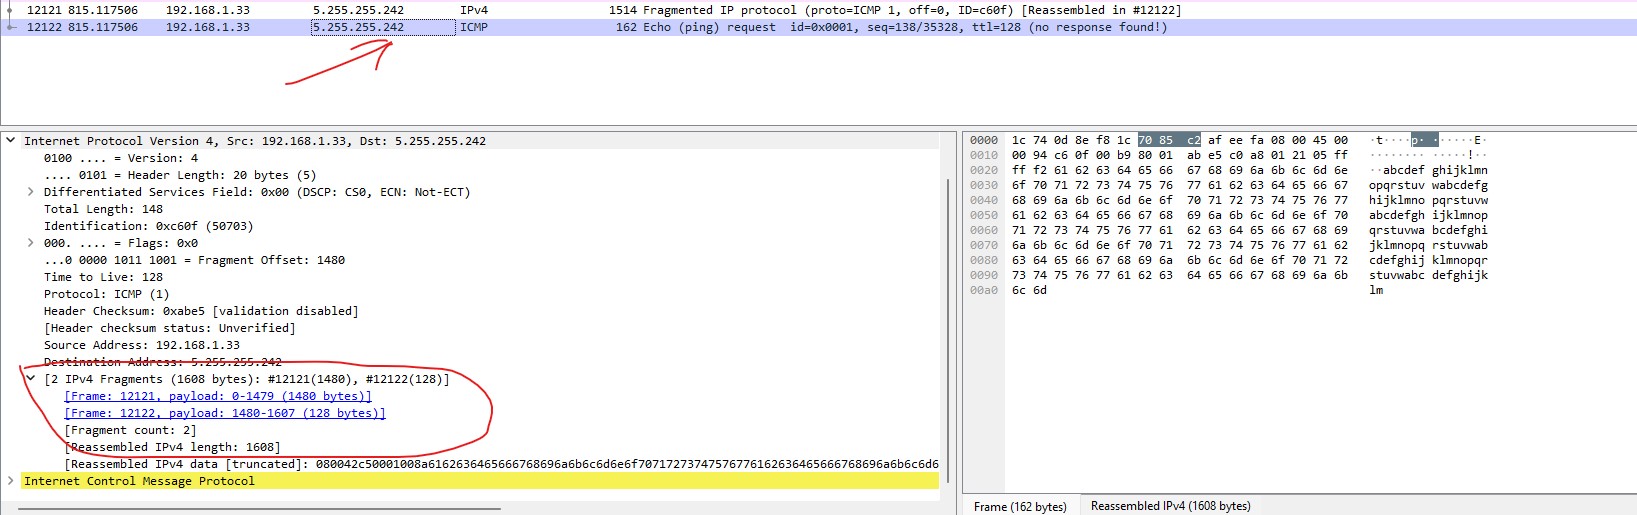 12121 815.117506 192.168.1.33 5.255.255.242 IPv4 1514 Fragmented IP protocol (proto=ICMP 1, off=0, ID=c60f) [Reassembled in #12122]
12122 815.117506 192.168.1.33 5.255.255.242 ICMP 162 Echo (ping) request id=0x0001, seq=138/35328, ttl=128 (no response found!)
Internet Protocol Version 4, Src: 192.168.1.33, Dst: 5.255.255.242
0100 .... = Version: 4
.... 0101 = Header Length: 20 bytes (5)
Differentiated Services Field: 0x00 (DSCP: CS0, ECN: Not-ECT)
Total Length: 148
Identification: 0xc60f (50703)
000. .... = Flags: 0x0
...0 0000 1011 1001 = Fragment Offset: 1480
Time to Live: 128
Protocol: ICMP (1)
Header Checksum: 0xabe5 [validation disabled]
[Header checksum status: Unverified]
Source Address: 192.168.1.33
Destination Address: 5.255.255.242
[2 IPv4 Fragments (1608 bytes): #12121(1480), #12122(128)]
[Frame: 12121, payload: 0-1479 (1480 bytes)]
[Frame: 12122, payload: 1480-1607 (128 bytes)]
[Fragment count: 2]
[Reassembled IPv4 length: 1608]
[Reassembled IPv4 data [truncated]: 080042c50001008a6162636465666768696a6b6c6d6e6f7071727374757677616263646566676869​6a6b6c6d6
Internet Control Message Protocol
0000 1c 74 0d 8e f8 1c 70 85 c2 af ee fa 08 00 45 00 ·t····p· ······E·
0010 00 94 c6 0f 00 b9 80 01 ab e5 c0 a8 01 21 05 ff ········ ·····!··
0020 ff f2 61 62 63 64 65 66 67 68 69 6a 6b 6c 6d 6e ··abcdef ghijklmn
0030 6f 70 71 72 73 74 75 76 77 61 62 63 64 65 66 67 opqrstuv wabcdefg
0040 68 69 6a 6b 6c 6d 6e 6f 70 71 72 73 74 75 76 77 hijklmno pqrstuvw
0050 61 62 63 64 65 66 67 68 69 6a 6b 6c 6d 6e 6f 70 abcdefgh ijklmnop
0060 71 72 73 74 75 76 77 61 62 63 64 65 66 67 68 69 qrstuvwa bcdefghi
0070 6a 6b 6c 6d 6e 6f 70 71 72 73 74 75 76 77 61 62 jklmnopq rstuvwab
0080 63 64 65 66 67 68 69 6a 6b 6c 6d 6e 6f 70 71 72 cdefghij klmnopqr
0090 73 74 75 76 77 61 62 63 64 65 66 67 68 69 6a 6b stuvwabc defghijk
00a0 6c 6d lm
Frame (162 bytes) Reassembled IPv4 (1608 bytes)